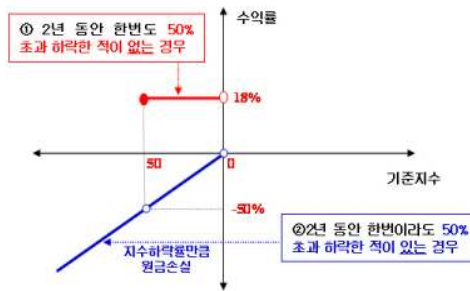 수익률
① 2년 동안 한번도 50%
초과 하락한 적이 없는 경우
18%
50
0
기준지수
-50%
②2년 동안 한번이라도 50%
초과 하락한 적이 있는 경우
지수하락률만큼
원금손실